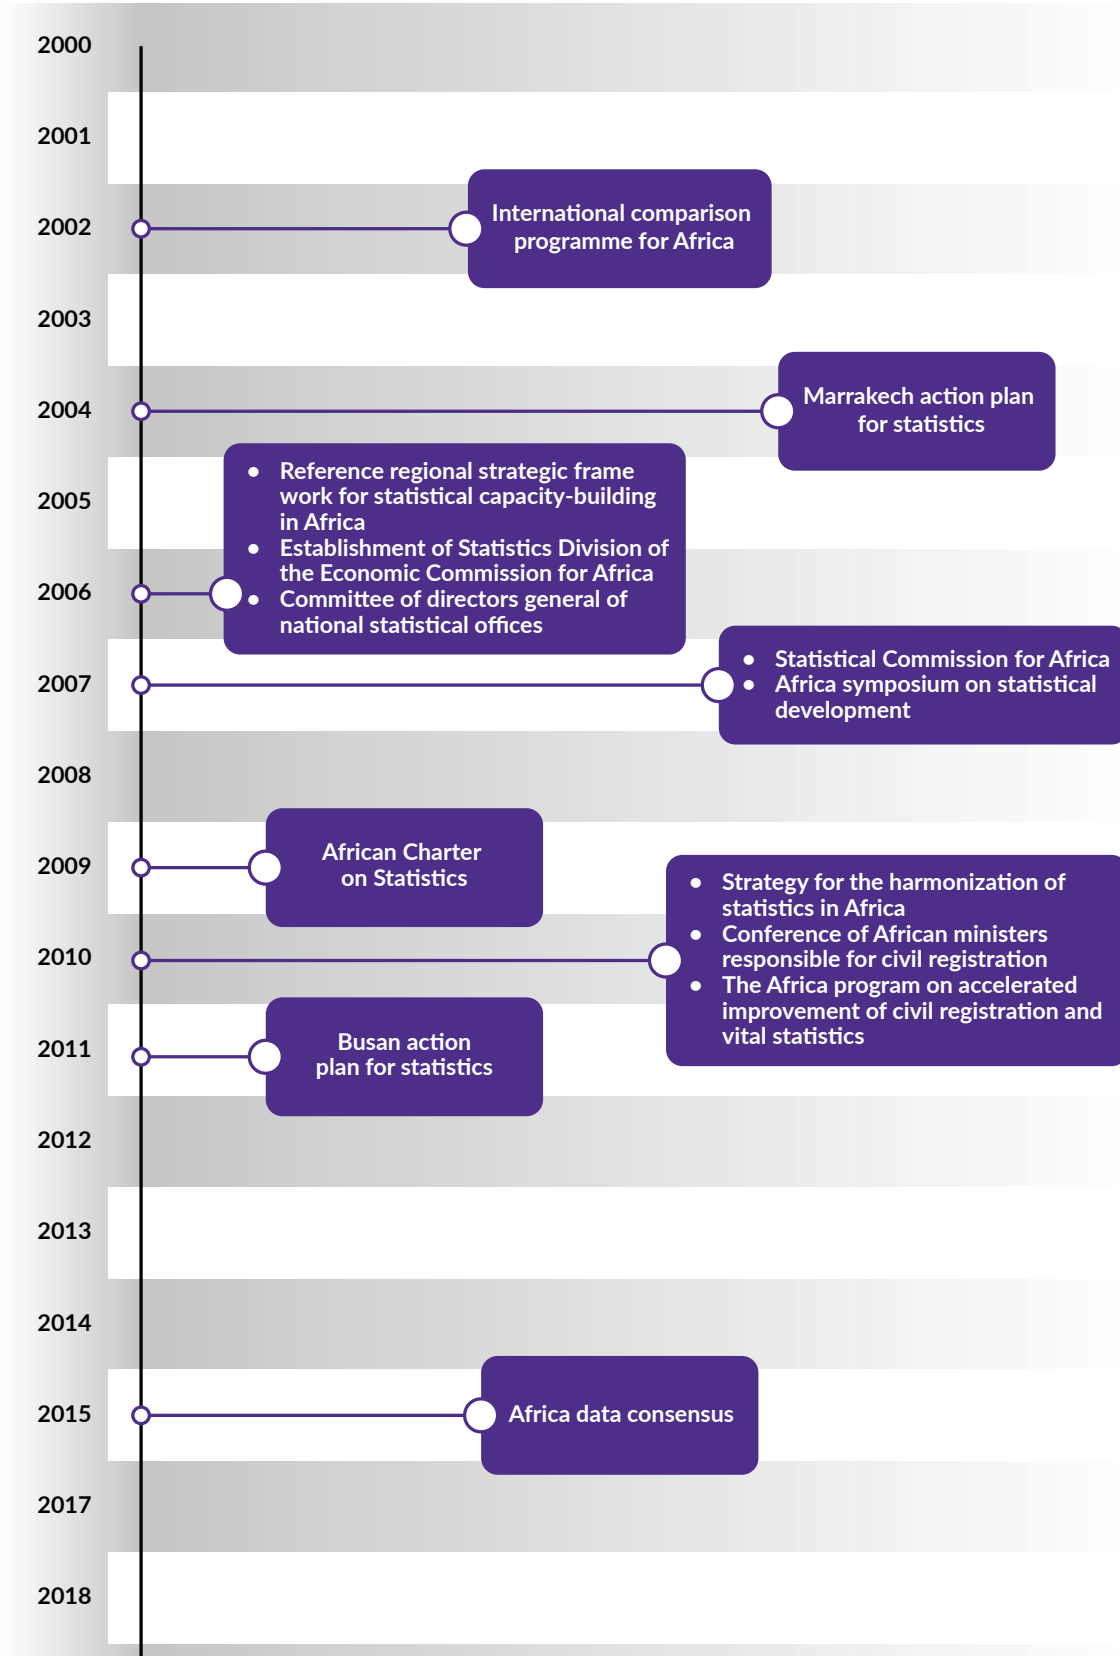 2000
2001
2002
International comparison
programme for Africa
2003
2004
Marrakech action plan
for statistics
2005
● Reference regional strategic frame
work for statistical capacity-building
in Africa
● Establishment of Statistics Division of
the Economic Commission for Africa
2006
● Committee of directors general of
national statistical offices
2007
● Statistical Commission for Africa
● Africa symposium on statistical
development
2008
2009
African Charter
on Statistics
2010
● Strategy for the harmonization of
statistics in Africa
● Conference of African ministers
responsible for civil registration
● The Africa program on accelerated
improvement of civil registration and
vital statistics
2011
Busan action
plan for statistics
2012
2013
2014
2015
Africa data consensus
2017
2018